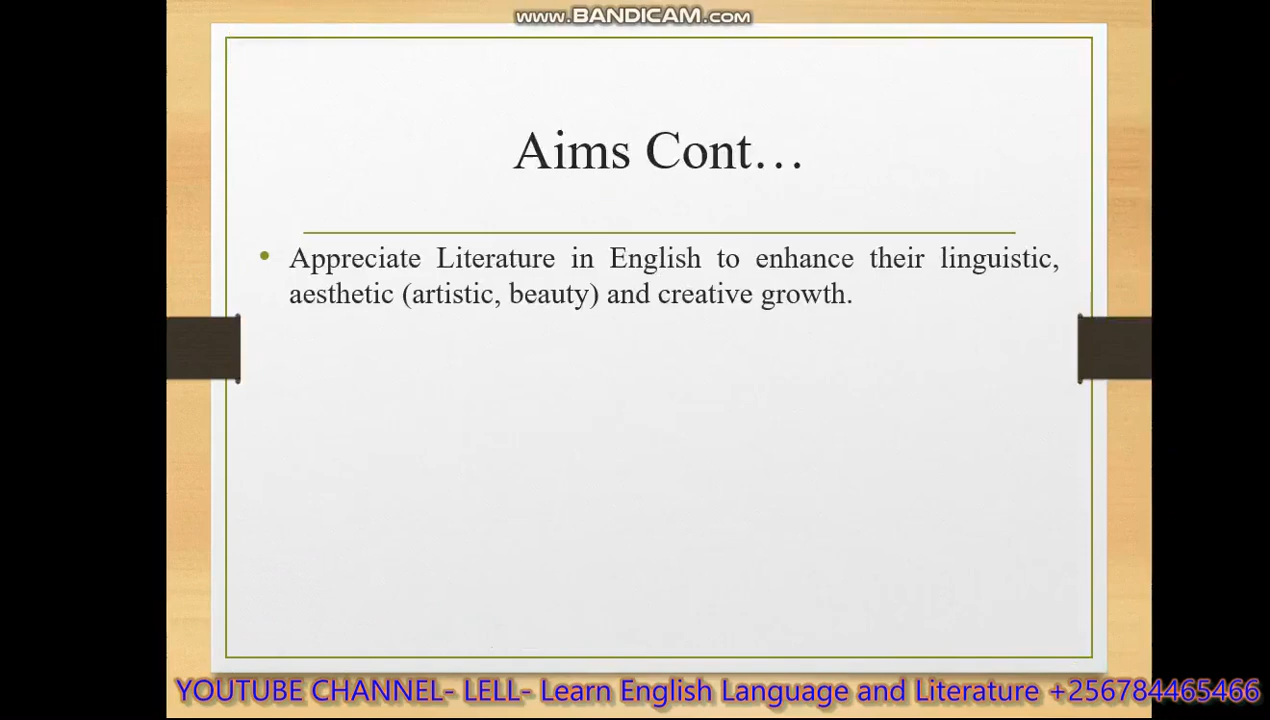 www.BANDICAM.com
Aims Cont…
• Appreciate Literature in English to enhance their linguistic,
aesthetic (artistic, beauty) and creative growth.
YOUTUBE CHANNEL- LELL- Learn English Language and Literature +256784465466